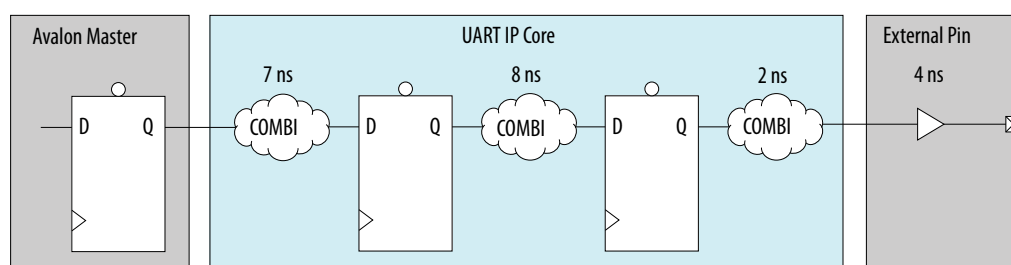 Avalon Master
UART IP Core
External Pin
7 ns
8 ns
2 ns
4 ns
D Q
COMBI
D Q
COMBI
D Q
COMBI